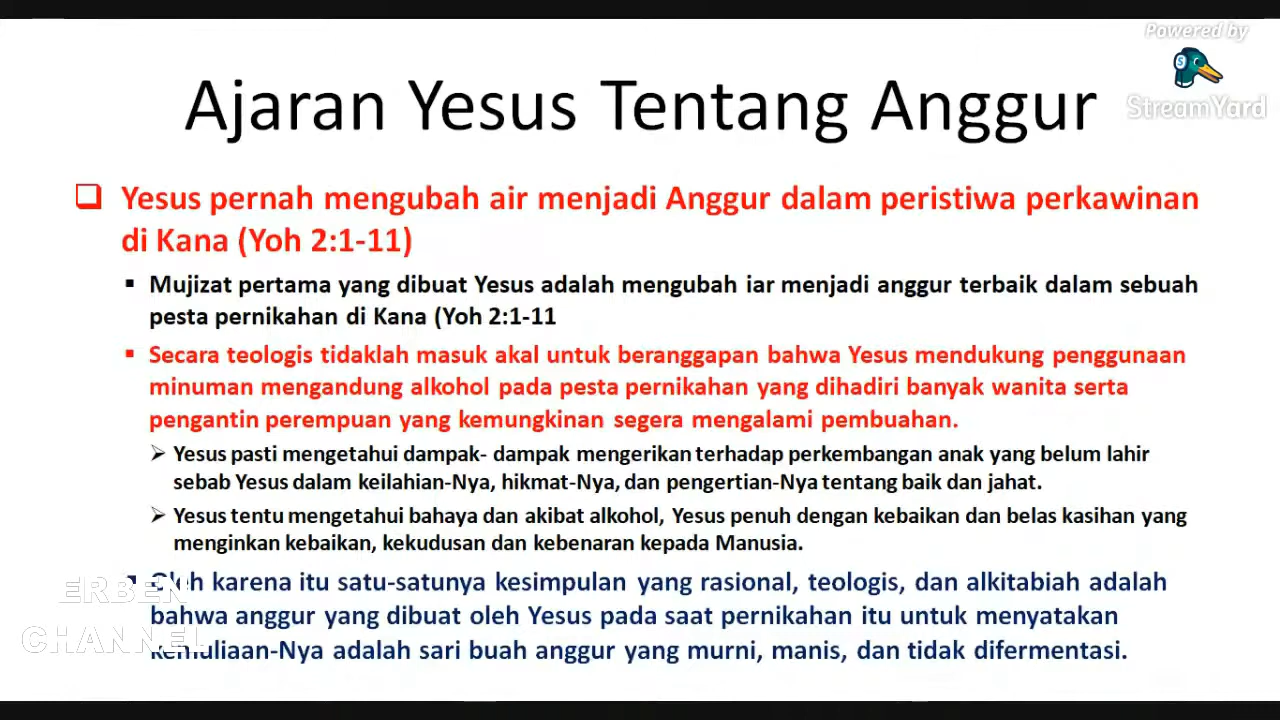 Powered by
StreamYard
Ajaran Yesus Tentang Anggur
Yesus pernah mengubah air menjadi Anggur dalam peristiwa perkawinan
di Kana (Yoh 2:1-11)
Mujizat pertama yang dibuat Yesus adalah mengubah iar menjadi anggur terbaik dalam sebuah
pesta pernikahan di Kana (Yoh 2:1-11
Secara teologis tidaklah masuk akal untuk beranggapan bahwa Yesus mendukung penggunaan
minuman mengandung alkohol pada pesta pernikahan yang dihadiri banyak wanita serta
pengantin perempuan yang kemungkinan segera mengalami pembuahan.
Yesus pasti mengetahui dampak- dampak mengerikan terhadap perkembangan anak yang belum lahir
sebab Yesus dalam keilahian-Nya, hikmat-Nya, dan pengertian-Nya tentang baik dan jahat.
Yesus tentu mengetahui bahaya dan akibat alkohol, Yesus penuh dengan kebaikan dan belas kasihan yang
menginkan kebaikan, kekudusan dan kebenaran kepada Manusia.
Oleh karena itu satu-satunya kesimpulan yang rasional, teologis, dan alkitabiah adalah
bahwa anggur yang dibuat oleh Yesus pada saat pernikahan itu untuk menyatakan
kemuliaan-Nya adalah sari buah anggur yang murni, manis, dan tidak difermentasi.
ERBEN
CHANNEL